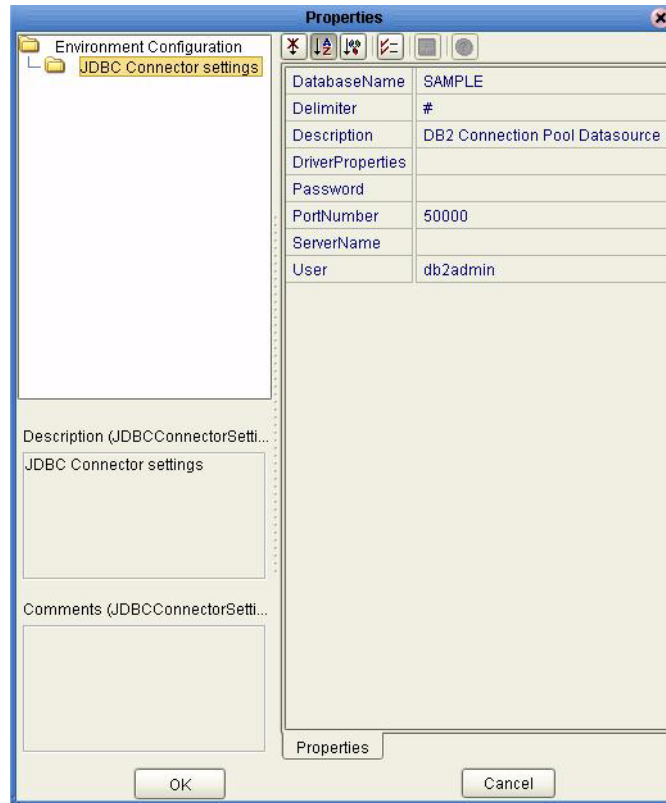 Properties
Environment Configuration
JDBC Connector settings
DatabaseName SAMPLE
Delimiter #
Description DB2 Connection Pool Datasource
DriverProperties
Password
PortNumber 50000
ServerName
User db2admin
Description (JDBCConnectorSetti...
JDBC Connector settings
Comments (JDBCConnectorSetti...
Properties
OK
Cancel